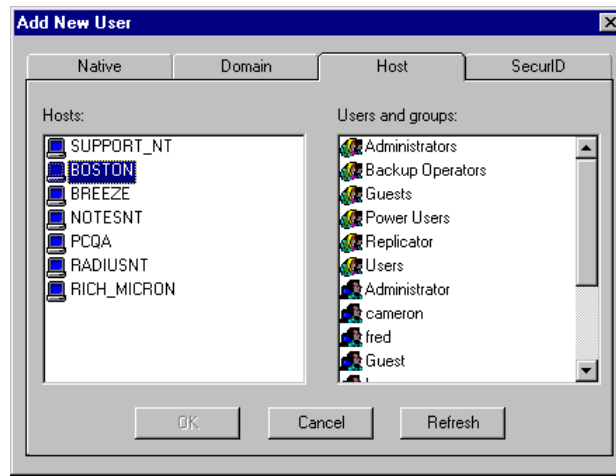 Add New User
Native Domain Host SecurID
Hosts:
SUPPORT_NT
BOSTON
BREEZE
NOTESNT
PCQA
RADIUSNT
RICH_MICRON
Users and groups:
Administrators
Backup Operators
Guests
Power Users
Replicator
Users
Administrator
cameron
fred
Guest
OK Cancel Refresh